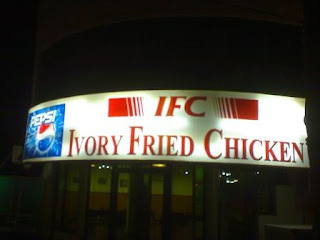 IFC
PEPSI
IVORY FRIED CHICKEN